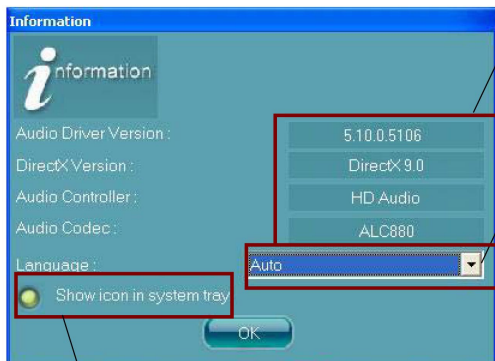 Information
information
Audio Driver Version : 5.10.0.5106
DirectX Version : DirectX 9.0
Audio Controller : HD Audio
Audio Codec : ALC880
Language : Auto
Show icon in system tray
OK